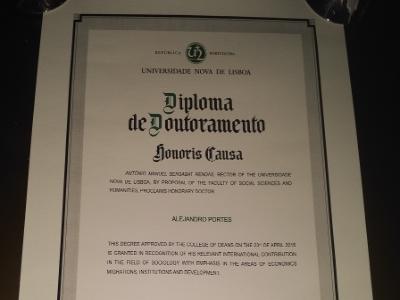 REPÚBLICA PORTUGUESA
UNIVERSIDADE NOVA DE LISBOA
Diploma
de Doutoramento
Honoris Causa
ANTÓNIO MANUEL BENSABAT RENDAS, RECTOR OF THE UNIVERSIDADE
NOVA DE LISBOA, BY PROPOSAL OF THE FACULTY OF SOCIAL SCIENCES AND
HUMANITIES, PROCLAIMS HONORARY DOCTOR
ALEJANDRO PORTES
THIS DEGREE APPROVED BY THE COLLEGE OF DEANS ON THE OF APRIL
IS GRANTED IN RECOGNITION OF HIS RELEVANT INTERNATIONAL CONTRIBUTION
IN THE FIELD OF SOCIOLOGY WITH EMPHASIS IN THE AREAS OF ECONOMICS
MIGRATIONS, INSTITUTIONS AND DEVELOPMENT.